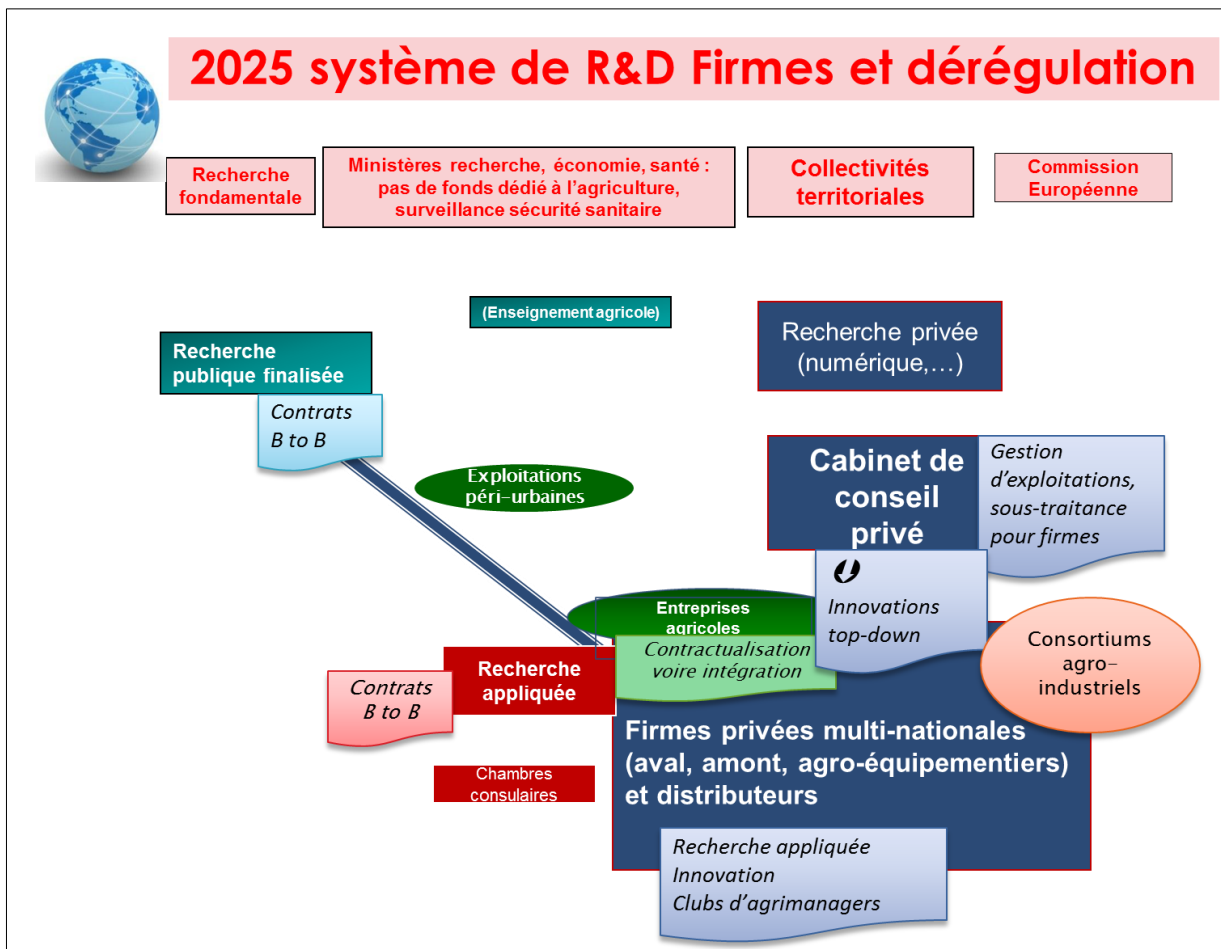 2025 système de R&D Firmes et dérégulation
Recherche
fondamentale
Ministères recherche, économie, santé :
pas de fonds dédié à l’agriculture,
surveillance sécurité sanitaire
Collectivités
territoriales
Commission
Européenne
(Enseignement agricole)
Recherche privée
(numérique,…)
Recherche
publique finalisée
Contrats
B to B
Exploitations
péri-urbaines
Cabinet de
conseil
privé
Gestion
d’exploitations,
sous-traitance
pour firmes
Innovations
top-down
Entreprises
agricoles
Contractualisation
voire intégration
Consortiums
agro-
industriels
Recherche
appliquée
Contrats
B to B
Firmes privées multi-nationales
(aval, amont, agro-équipementiers)
et distributeurs
Chambres
consulaires
Recherche appliquée
Innovation
Clubs d’agrimanagers